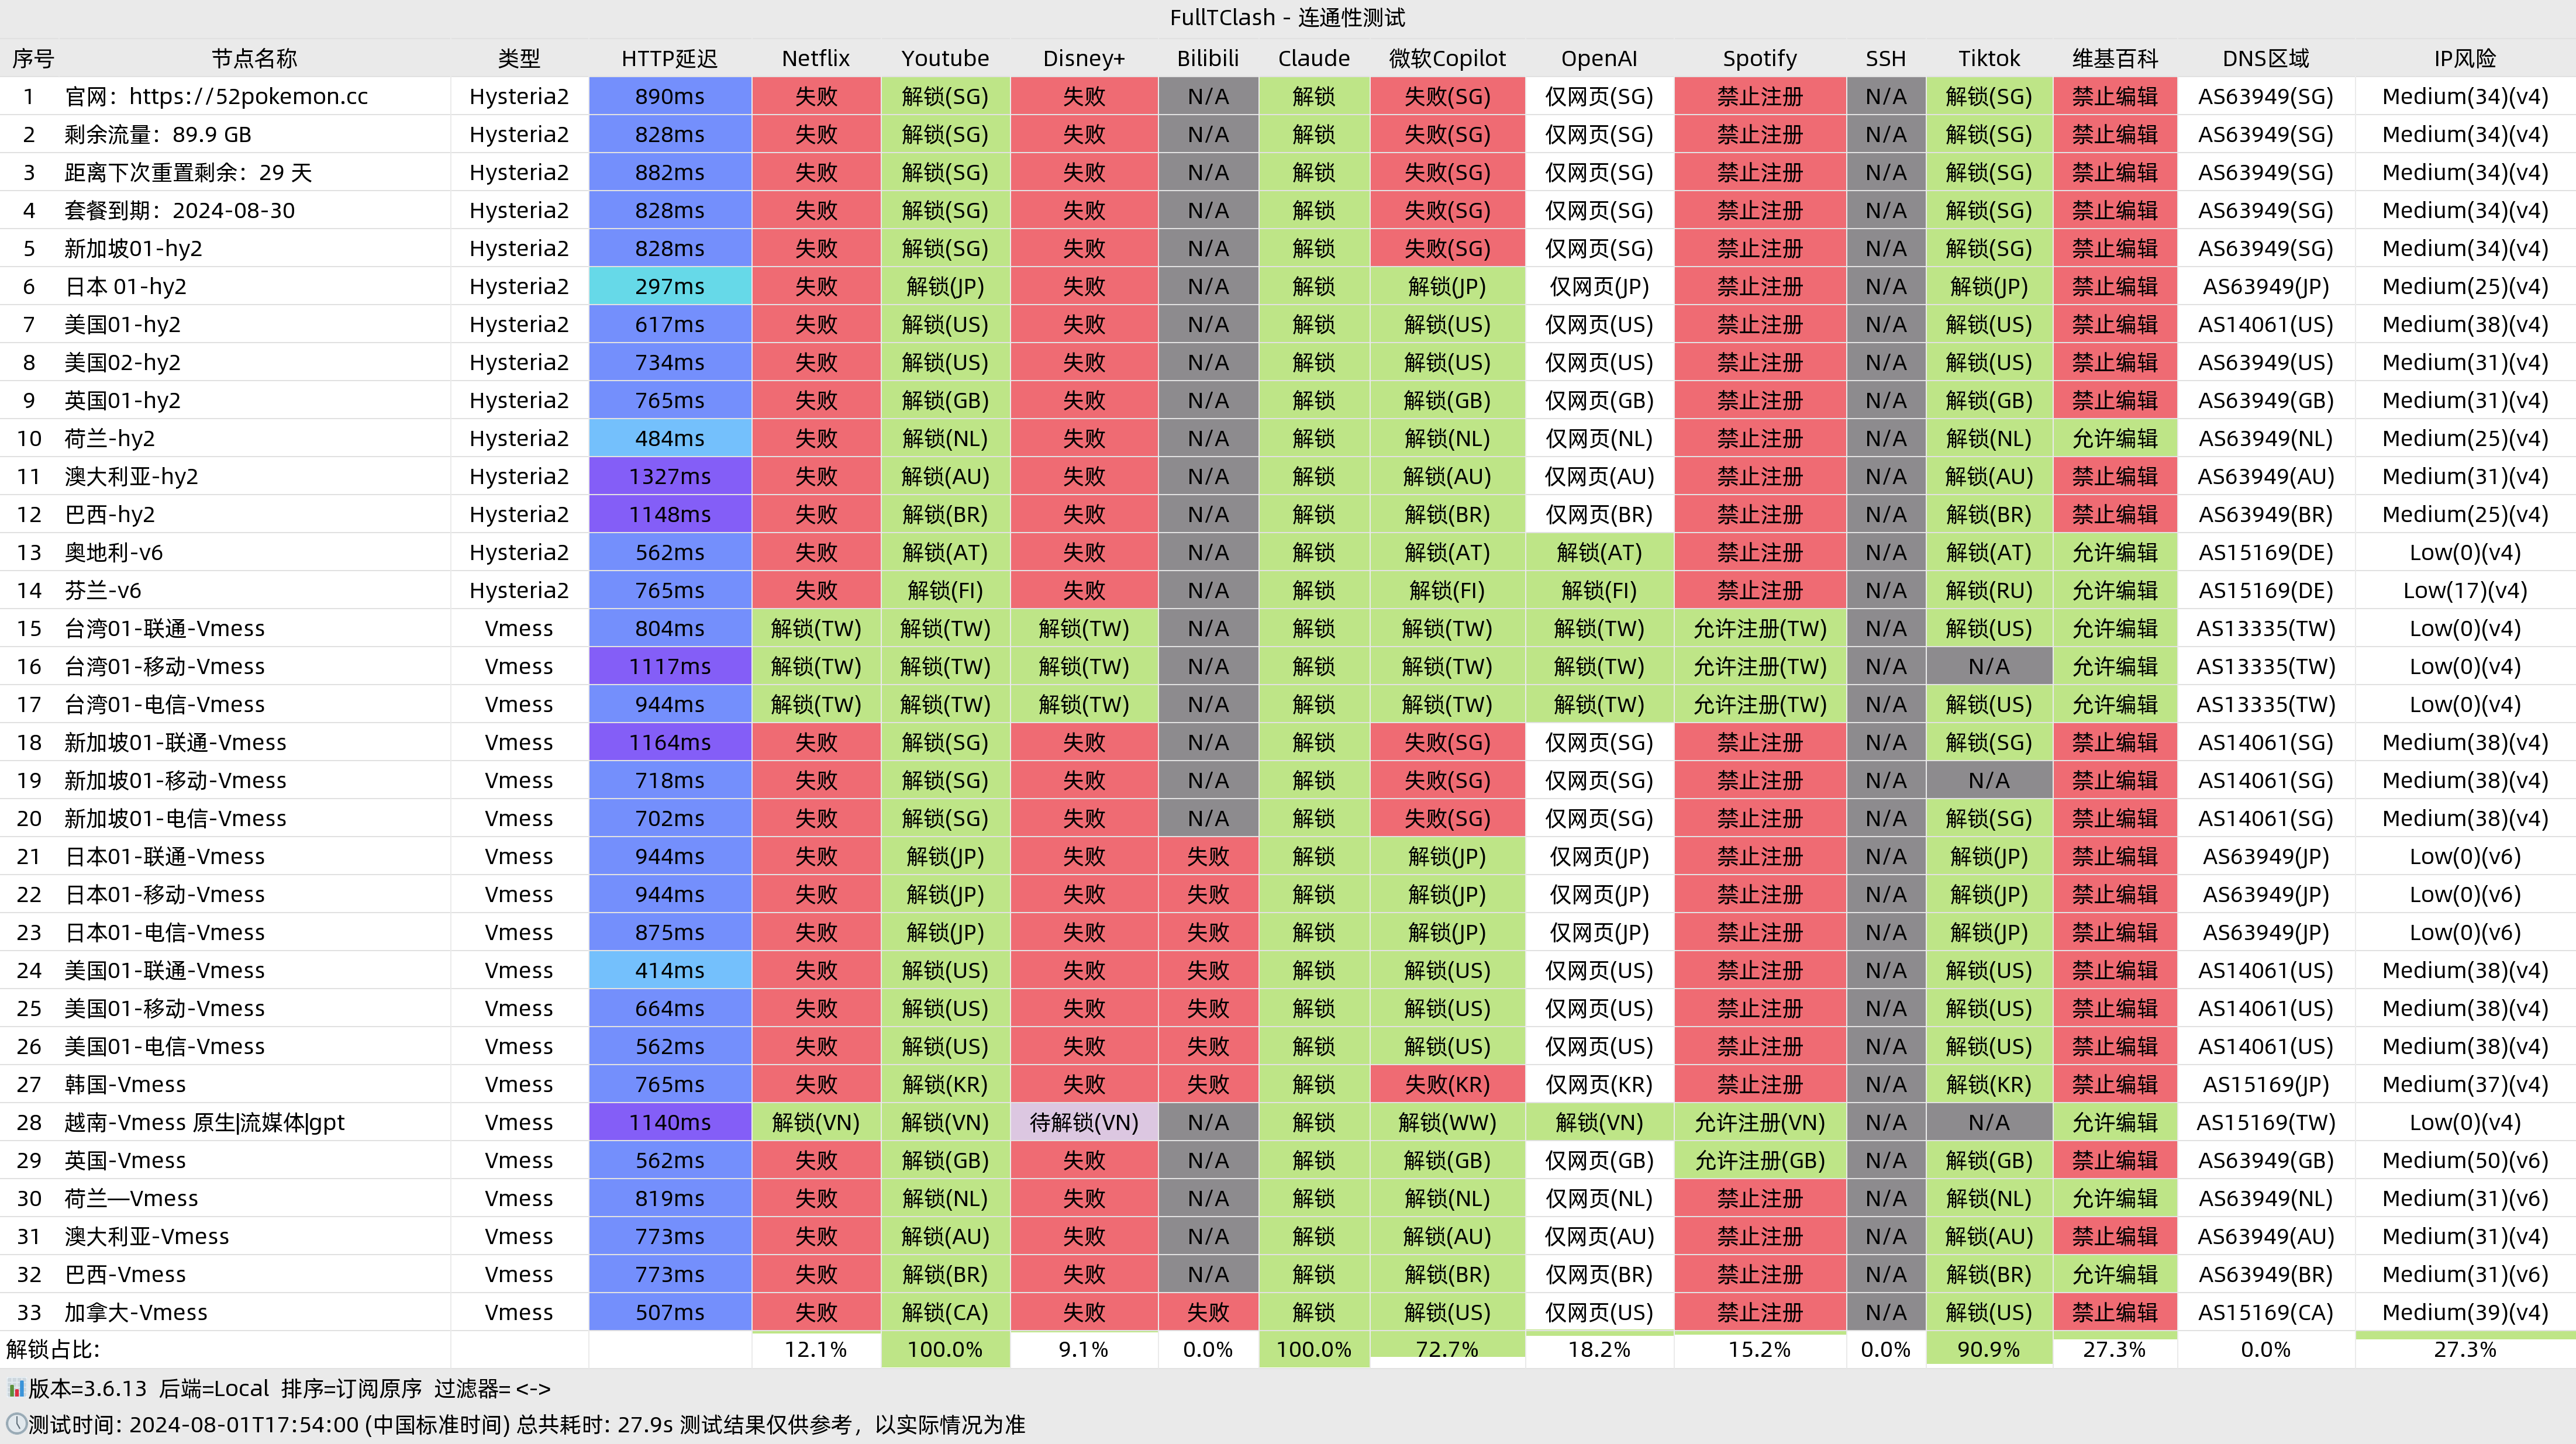 FullTClash - 连通性测试
序号 节点名称 类型 HTTP延迟 Netflix Youtube Disney+ Bilibili Claude 微软Copilot OpenAI Spotify SSH Tiktok 维基百科 DNS区域 IP风险
1 官网：https://52pokemon.cc Hysteria2 890ms 失败 解锁(SG) 失败 N/A 解锁 失败(SG) 仅网页(SG) 禁止注册 N/A 解锁(SG) 禁止编辑 AS63949(SG) Medium(34)(v4)
2 剩余流量：89.9 GB Hysteria2 828ms 失败 解锁(SG) 失败 N/A 解锁 失败(SG) 仅网页(SG) 禁止注册 N/A 解锁(SG) 禁止编辑 AS63949(SG) Medium(34)(v4)
3 距离下次重置剩余：29 天 Hysteria2 882ms 失败 解锁(SG) 失败 N/A 解锁 失败(SG) 仅网页(SG) 禁止注册 N/A 解锁(SG) 禁止编辑 AS63949(SG) Medium(34)(v4)
4 套餐到期：2024-08-30 Hysteria2 828ms 失败 解锁(SG) 失败 N/A 解锁 失败(SG) 仅网页(SG) 禁止注册 N/A 解锁(SG) 禁止编辑 AS63949(SG) Medium(34)(v4)
5 新加坡01-hy2 Hysteria2 828ms 失败 解锁(SG) 失败 N/A 解锁 失败(SG) 仅网页(SG) 禁止注册 N/A 解锁(SG) 禁止编辑 AS63949(SG) Medium(34)(v4)
6 日本 01-hy2 Hysteria2 297ms 失败 解锁(JP) 失败 N/A 解锁 解锁(JP) 仅网页(JP) 禁止注册 N/A 解锁(JP) 禁止编辑 AS63949(JP) Medium(25)(v4)
7 美国01-hy2 Hysteria2 617ms 失败 解锁(US) 失败 N/A 解锁 解锁(US) 仅网页(US) 禁止注册 N/A 解锁(US) 禁止编辑 AS14061(US) Medium(38)(v4)
8 美国02-hy2 Hysteria2 734ms 失败 解锁(US) 失败 N/A 解锁 解锁(US) 仅网页(US) 禁止注册 N/A 解锁(US) 禁止编辑 AS63949(US) Medium(31)(v4)
9 英国01-hy2 Hysteria2 765ms 失败 解锁(GB) 失败 N/A 解锁 解锁(GB) 仅网页(GB) 禁止注册 N/A 解锁(GB) 禁止编辑 AS63949(GB) Medium(31)(v4)
10 荷兰-hy2 Hysteria2 484ms 失败 解锁(NL) 失败 N/A 解锁 解锁(NL) 仅网页(NL) 禁止注册 N/A 解锁(NL) 允许编辑 AS63949(NL) Medium(25)(v4)
11 澳大利亚-hy2 Hysteria2 1327ms 失败 解锁(AU) 失败 N/A 解锁 解锁(AU) 仅网页(AU) 禁止注册 N/A 解锁(AU) 禁止编辑 AS63949(AU) Medium(31)(v4)
12 巴西-hy2 Hysteria2 1148ms 失败 解锁(BR) 失败 N/A 解锁 解锁(BR) 仅网页(BR) 禁止注册 N/A 解锁(BR) 禁止编辑 AS63949(BR) Medium(25)(v4)
13 奥地利-v6 Hysteria2 562ms 失败 解锁(AT) 失败 N/A 解锁 解锁(AT) 解锁(AT) 禁止注册 N/A 解锁(AT) 允许编辑 AS15169(DE) Low(0)(v4)
14 芬兰-v6 Hysteria2 765ms 失败 解锁(FI) 失败 N/A 解锁 解锁(FI) 解锁(FI) 禁止注册 N/A 解锁(RU) 允许编辑 AS15169(DE) Low(17)(v4)
15 台湾01-联通-Vmess Vmess 804ms 解锁(TW) 解锁(TW) 解锁(TW) N/A 解锁 解锁(TW) 解锁(TW) 允许注册(TW) N/A 解锁(US) 允许编辑 AS13335(TW) Low(0)(v4)
16 台湾01-移动-Vmess Vmess 1117ms 解锁(TW) 解锁(TW) 解锁(TW) N/A 解锁 解锁(TW) 解锁(TW) 允许注册(TW) N/A N/A 允许编辑 AS13335(TW) Low(0)(v4)
17 台湾01-电信-Vmess Vmess 944ms 解锁(TW) 解锁(TW) 解锁(TW) N/A 解锁 解锁(TW) 解锁(TW) 允许注册(TW) N/A 解锁(US) 允许编辑 AS13335(TW) Low(0)(v4)
18 新加坡01-联通-Vmess Vmess 1164ms 失败 解锁(SG) 失败 N/A 解锁 失败(SG) 仅网页(SG) 禁止注册 N/A 解锁(SG) 禁止编辑 AS14061(SG) Medium(38)(v4)
19 新加坡01-移动-Vmess Vmess 718ms 失败 解锁(SG) 失败 N/A 解锁 失败(SG) 仅网页(SG) 禁止注册 N/A N/A 禁止编辑 AS14061(SG) Medium(38)(v4)
20 新加坡01-电信-Vmess Vmess 702ms 失败 解锁(SG) 失败 N/A 解锁 失败(SG) 仅网页(SG) 禁止注册 N/A 解锁(SG) 禁止编辑 AS14061(SG) Medium(38)(v4)
21 日本01-联通-Vmess Vmess 944ms 失败 解锁(JP) 失败 失败 解锁 解锁(JP) 仅网页(JP) 禁止注册 N/A 解锁(JP) 禁止编辑 AS63949(JP) Low(0)(v6)
22 日本01-移动-Vmess Vmess 944ms 失败 解锁(JP) 失败 失败 解锁 解锁(JP) 仅网页(JP) 禁止注册 N/A 解锁(JP) 禁止编辑 AS63949(JP) Low(0)(v6)
23 日本01-电信-Vmess Vmess 875ms 失败 解锁(JP) 失败 失败 解锁 解锁(JP) 仅网页(JP) 禁止注册 N/A 解锁(JP) 禁止编辑 AS63949(JP) Low(0)(v6)
24 美国01-联通-Vmess Vmess 414ms 失败 解锁(US) 失败 失败 解锁 解锁(US) 仅网页(US) 禁止注册 N/A 解锁(US) 禁止编辑 AS14061(US) Medium(38)(v4)
25 美国01-移动-Vmess Vmess 664ms 失败 解锁(US) 失败 失败 解锁 解锁(US) 仅网页(US) 禁止注册 N/A 解锁(US) 禁止编辑 AS14061(US) Medium(38)(v4)
26 美国01-电信-Vmess Vmess 562ms 失败 解锁(US) 失败 失败 解锁 解锁(US) 仅网页(US) 禁止注册 N/A 解锁(US) 禁止编辑 AS14061(US) Medium(38)(v4)
27 韩国-Vmess Vmess 765ms 失败 解锁(KR) 失败 失败 解锁 失败(KR) 仅网页(KR) 禁止注册 N/A 解锁(KR) 禁止编辑 AS15169(JP) Medium(37)(v4)
28 越南-Vmess 原生|流媒体|gpt Vmess 1140ms 解锁(VN) 解锁(VN) 待解锁(VN) N/A 解锁 解锁(WW) 解锁(VN) 允许注册(VN) N/A N/A 允许编辑 AS15169(TW) Low(0)(v4)
29 英国-Vmess Vmess 562ms 失败 解锁(GB) 失败 N/A 解锁 解锁(GB) 仅网页(GB) 允许注册(GB) N/A 解锁(GB) 禁止编辑 AS63949(GB) Medium(50)(v6)
30 荷兰—Vmess Vmess 819ms 失败 解锁(NL) 失败 N/A 解锁 解锁(NL) 仅网页(NL) 禁止注册 N/A 解锁(NL) 允许编辑 AS63949(NL) Medium(31)(v6)
31 澳大利亚-Vmess Vmess 773ms 失败 解锁(AU) 失败 N/A 解锁 解锁(AU) 仅网页(AU) 禁止注册 N/A 解锁(AU) 禁止编辑 AS63949(AU) Medium(31)(v4)
32 巴西-Vmess Vmess 773ms 失败 解锁(BR) 失败 N/A 解锁 解锁(BR) 仅网页(BR) 禁止注册 N/A 解锁(BR) 允许编辑 AS63949(BR) Medium(31)(v6)
33 加拿大-Vmess Vmess 507ms 失败 解锁(CA) 失败 失败 解锁 解锁(US) 仅网页(US) 禁止注册 N/A 解锁(US) 禁止编辑 AS15169(CA) Medium(39)(v4)
解锁占比: 12.1% 100.0% 9.1% 0.0% 100.0% 72.7% 18.2% 15.2% 0.0% 90.9% 27.3% 0.0% 27.3%
📊版本=3.6.13 后端=Local 排序=订阅原序 过滤器= <->
🕔测试时间: 2024-08-01T17:54:00 (中国标准时间) 总共耗时: 27.9s 测试结果仅供参考，以实际情况为准